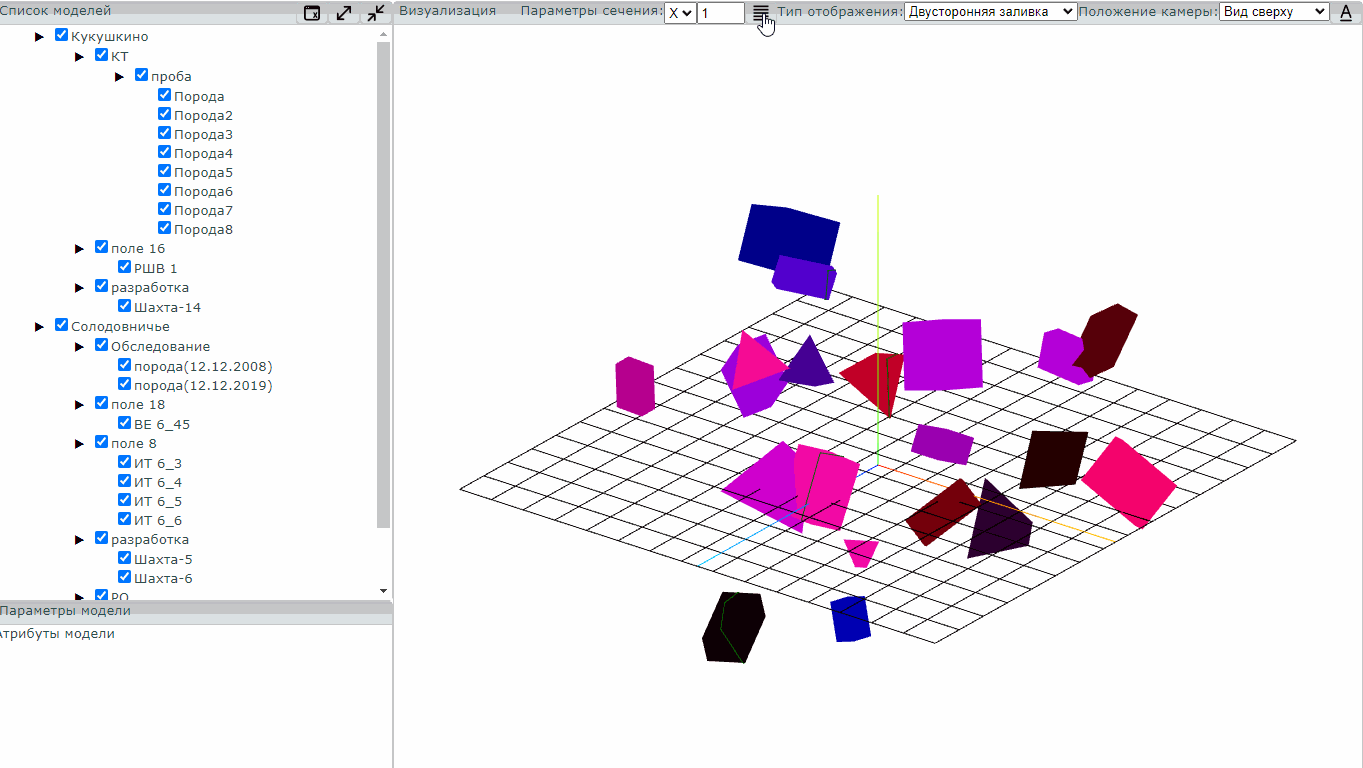 Список моделей
Визуализация Параметры сечения: X 1 Тип отображения: Двусторонняя заливка Положение камеры: Вид сверху A
Кукушкино
КТ
проба
Порода
Порода2
Порода3
Порода4
Порода5
Порода6
Порода7
Порода8
поле 16
РШВ 1
разработка
Шахта-14
Солодовничье
Обследование
порода(12.12.2008)
порода(12.12.2019)
поле 18
ВЕ 6_45
поле 8
ИТ 6_3
ИТ 6_4
ИТ 6_5
ИТ 6_6
разработка
Шахта-5
Шахта-6
РО
Параметры модели
Атрибуты модели